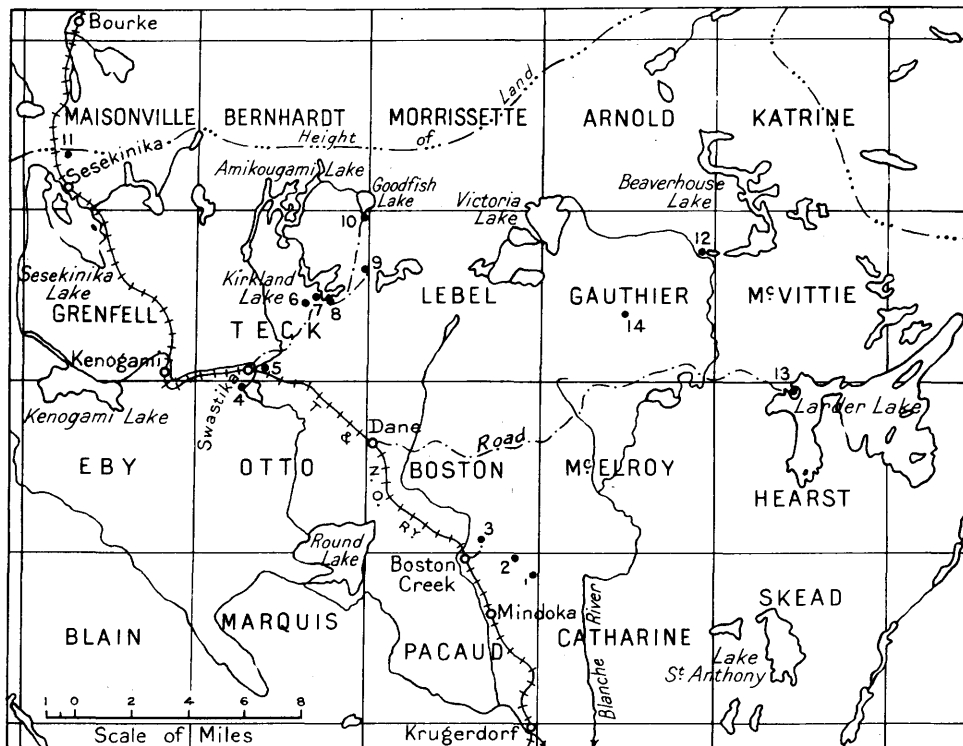 Bourke
MAISONVILLE BERNHARDT MORRISSETTE ARNOLD KATRINE
Height of Land
11
Sesekinika
Amikougami Lake
Goodfish
Lake
Beaverhouse
Lake
Victoria
Lake
10
12
9
Sesekinika
Lake
Kirkland
Lake
6 7 8
GRENFELL
TECK
LEBEL
GAUTHIER
McVITTIE
14
Kenogami
5
4
Swastika
13
Kenogami Lake
Larder Lake
T. & N. O. RY
Dane
Road
EBY
OTTO
BOSTON
McELROY
HEARST
3
Round
Lake
Boston
Creek
2
1
Mindoka
SKEAD
BLAIN
MARQUIS
PACAUD
CATHARINE
Blanche River
Lake
St Anthony
1 0 2 4 6 8
Scale of Miles
Krugerdorf